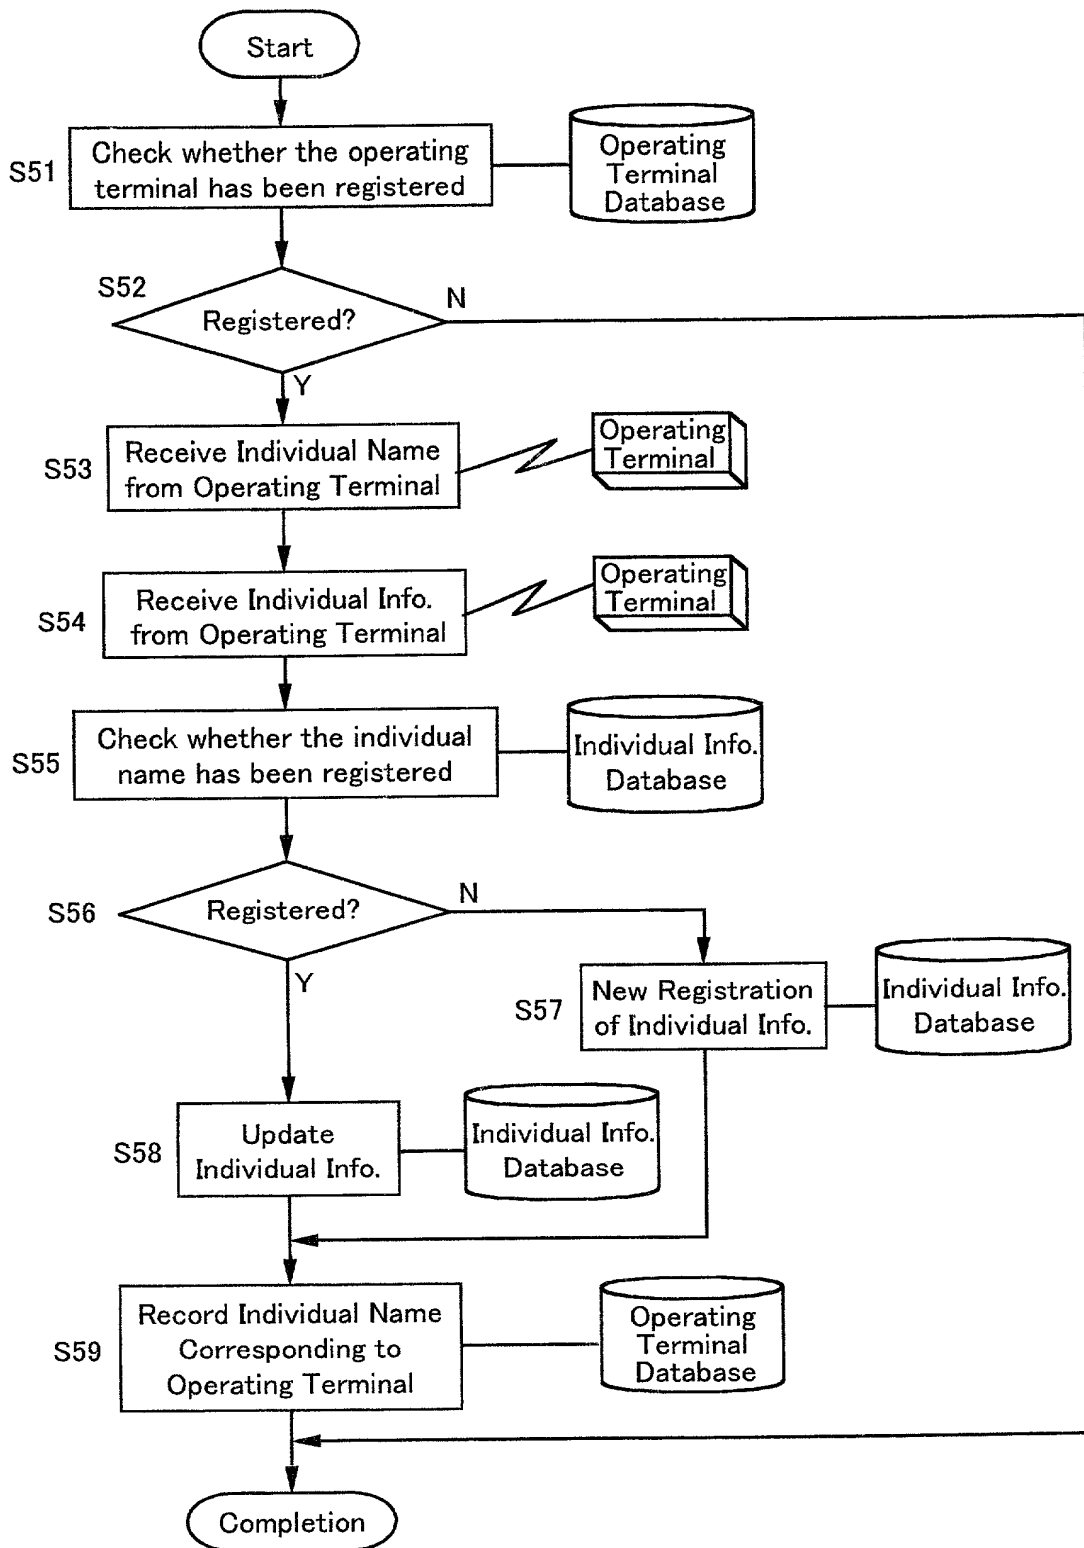 Start
S51
Check whether the operating
terminal has been registered
Operating
Terminal
Database
S52
Registered?
N
Y
S53
Receive Individual Name
from Operating Terminal
Operating
Terminal
S54
Receive Individual Info.
from Operating Terminal
Operating
Terminal
S55
Check whether the individual
name has been registered
Individual Info.
Database
S56
Registered?
N
Y
S57
New Registration
of Individual Info.
Individual Info.
Database
S58
Update
Individual Info.
Individual Info.
Database
S59
Record Individual Name
Corresponding to
Operating Terminal
Operating
Terminal
Database
Completion